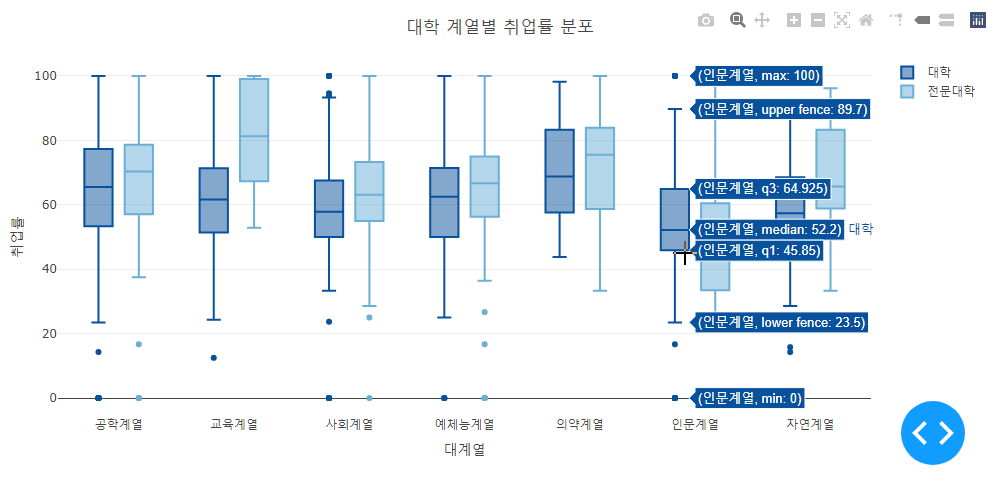 대학 계열별 취업률 분포
대학
전문대학
취업률
100
80
60
40
20
0
(인문계열, max: 100)
(인문계열, upper fence: 89.7)
(인문계열, q3: 64.925)
(인문계열, median: 52.2) 대학
(인문계열, q1: 45.85)
(인문계열, lower fence: 23.5)
(인문계열, min: 0)
공학계열 교육계열 사회계열 예체능계열 의약계열 인문계열 자연계열
대계열